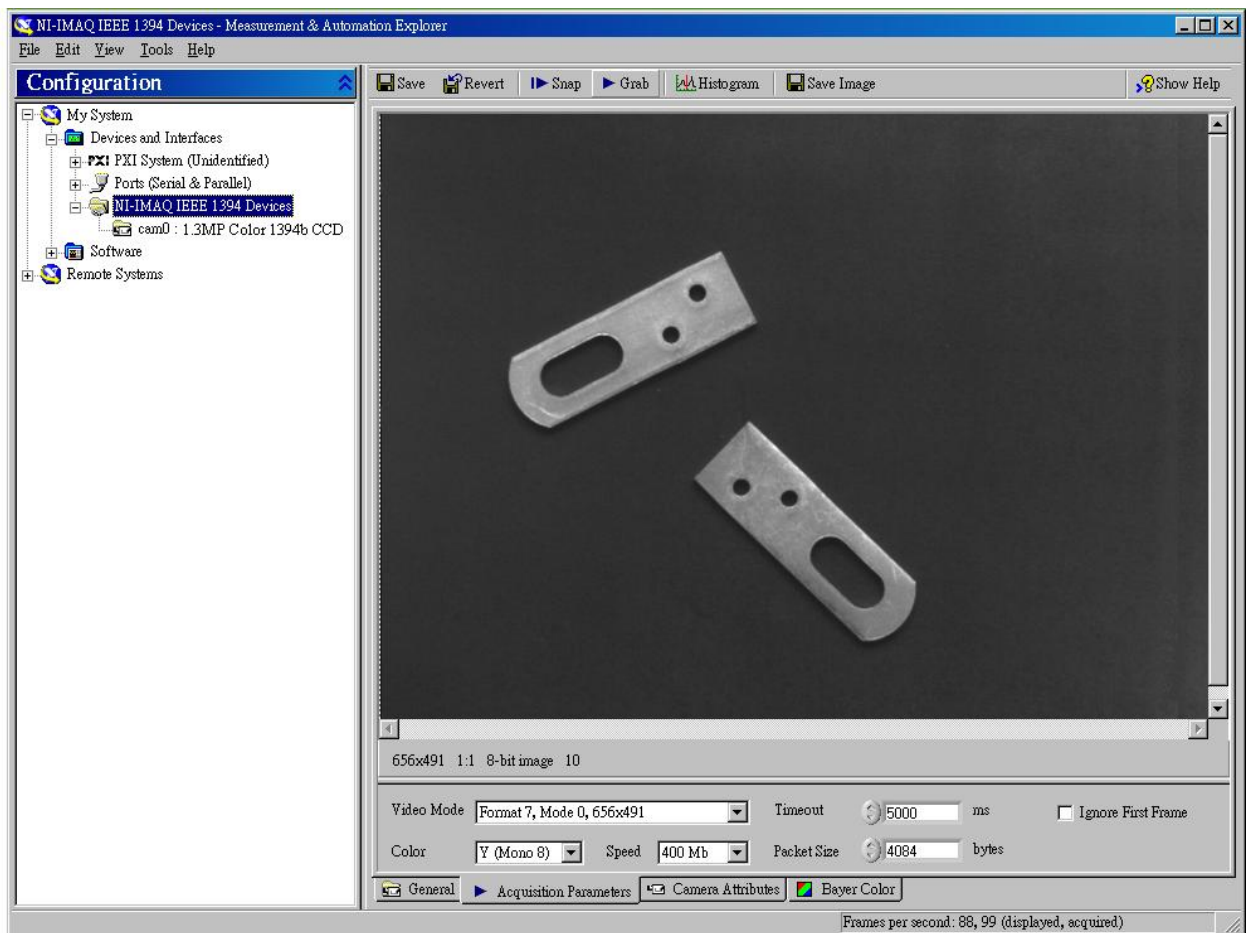 NI-IMAQ IEEE 1394 Devices - Measurement & Automation Explorer
File Edit View Tools Help
Configuration
Save Revert Snap Grab Histogram Save Image Show Help
My System
Devices and Interfaces
PXI PXI System (Unidentified)
Ports (Serial & Parallel)
NI-IMAQ IEEE 1394 Devices
cam0 : 1.3MP Color 1394b CCD
Software
Remote Systems
656x491 1:1 8-bit image 10
Video Mode Format 7, Mode 0, 656x491 Timeout 5000 ms Ignore First Frame
Color Y (Mono 8) Speed 400 Mb Packet Size 4084 bytes
General Acquisition Parameters Camera Attributes Bayer Color
Frames per second: 88, 99 (displayed, acquired)